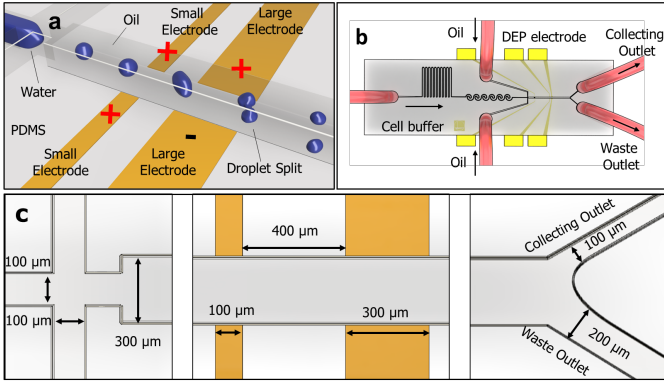 a
Oil
Small
Electrode
Large
Electrode
+
+
Water
+
PDMS
-
Small
Electrode
Large
Electrode
Droplet Split
b
Oil
DEP electrode
Collecting
Outlet
Cell buffer
Oil
Waste
Outlet
c
100 µm
100 µm
300 µm
400 µm
100 µm
300 µm
Collecting Outlet
100 µm
200 µm
Waste Outlet